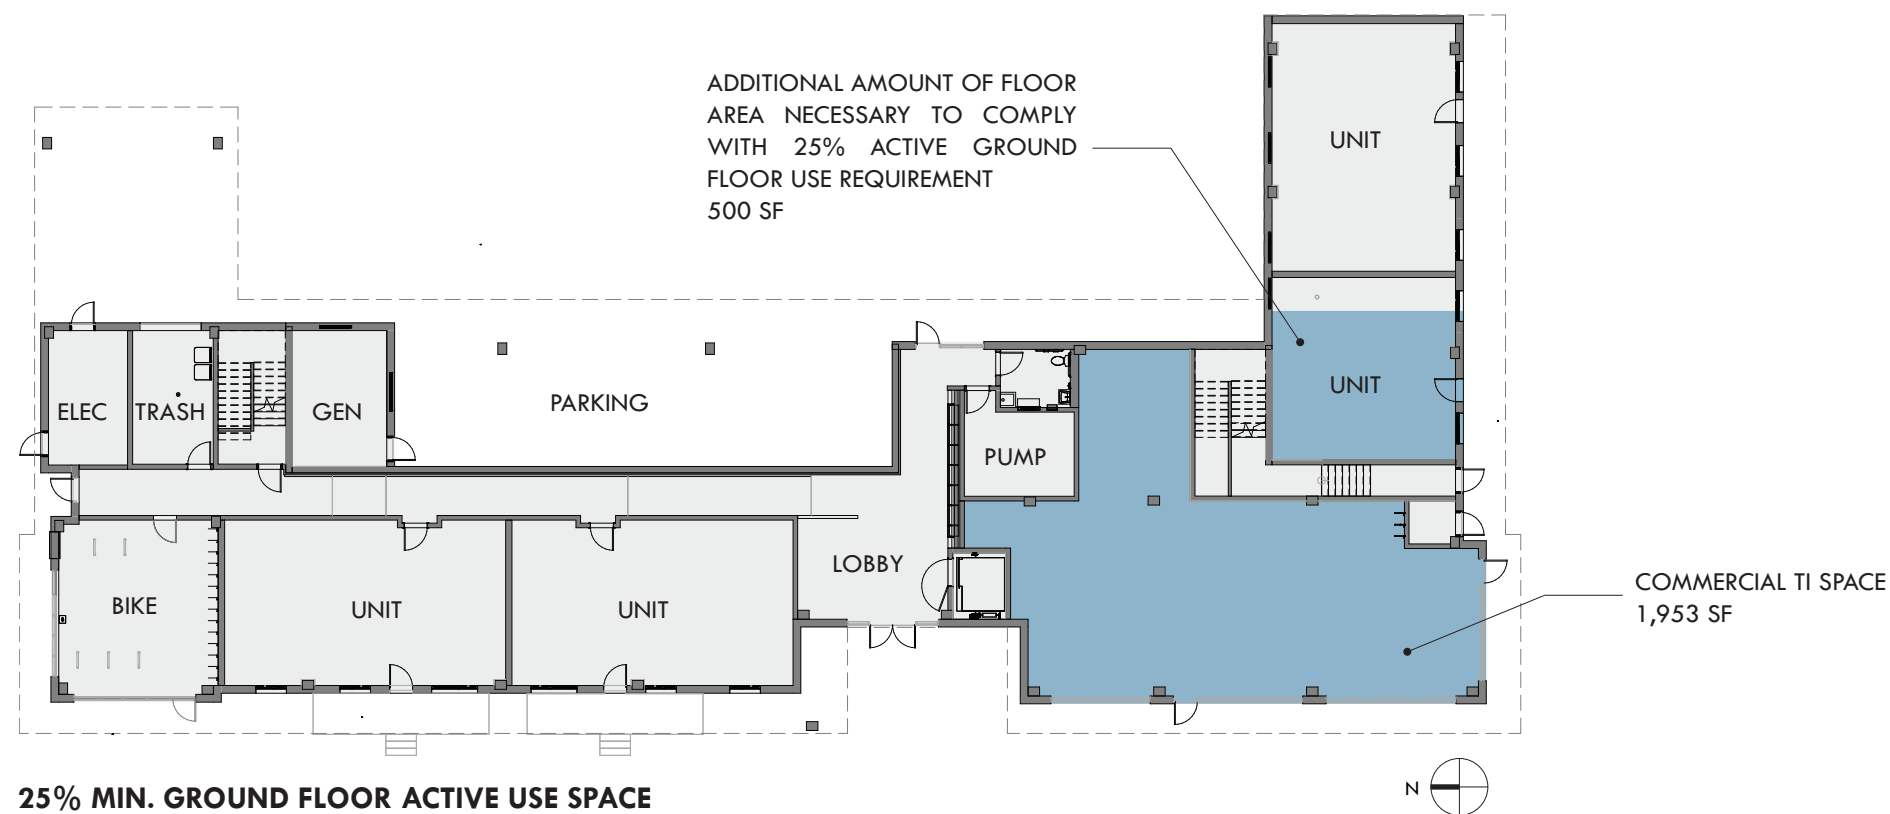 UNIT
ADDITIONAL AMOUNT OF FLOOR
AREA NECESSARY TO COMPLY
WITH 25% ACTIVE GROUND
FLOOR USE REQUIREMENT
500 SF
UNIT
ELEC
TRASH
GEN
PARKING
PUMP
LOBBY
BIKE
UNIT
UNIT
COMMERCIAL TI SPACE
1,953 SF
N
25% MIN. GROUND FLOOR ACTIVE USE SPACE